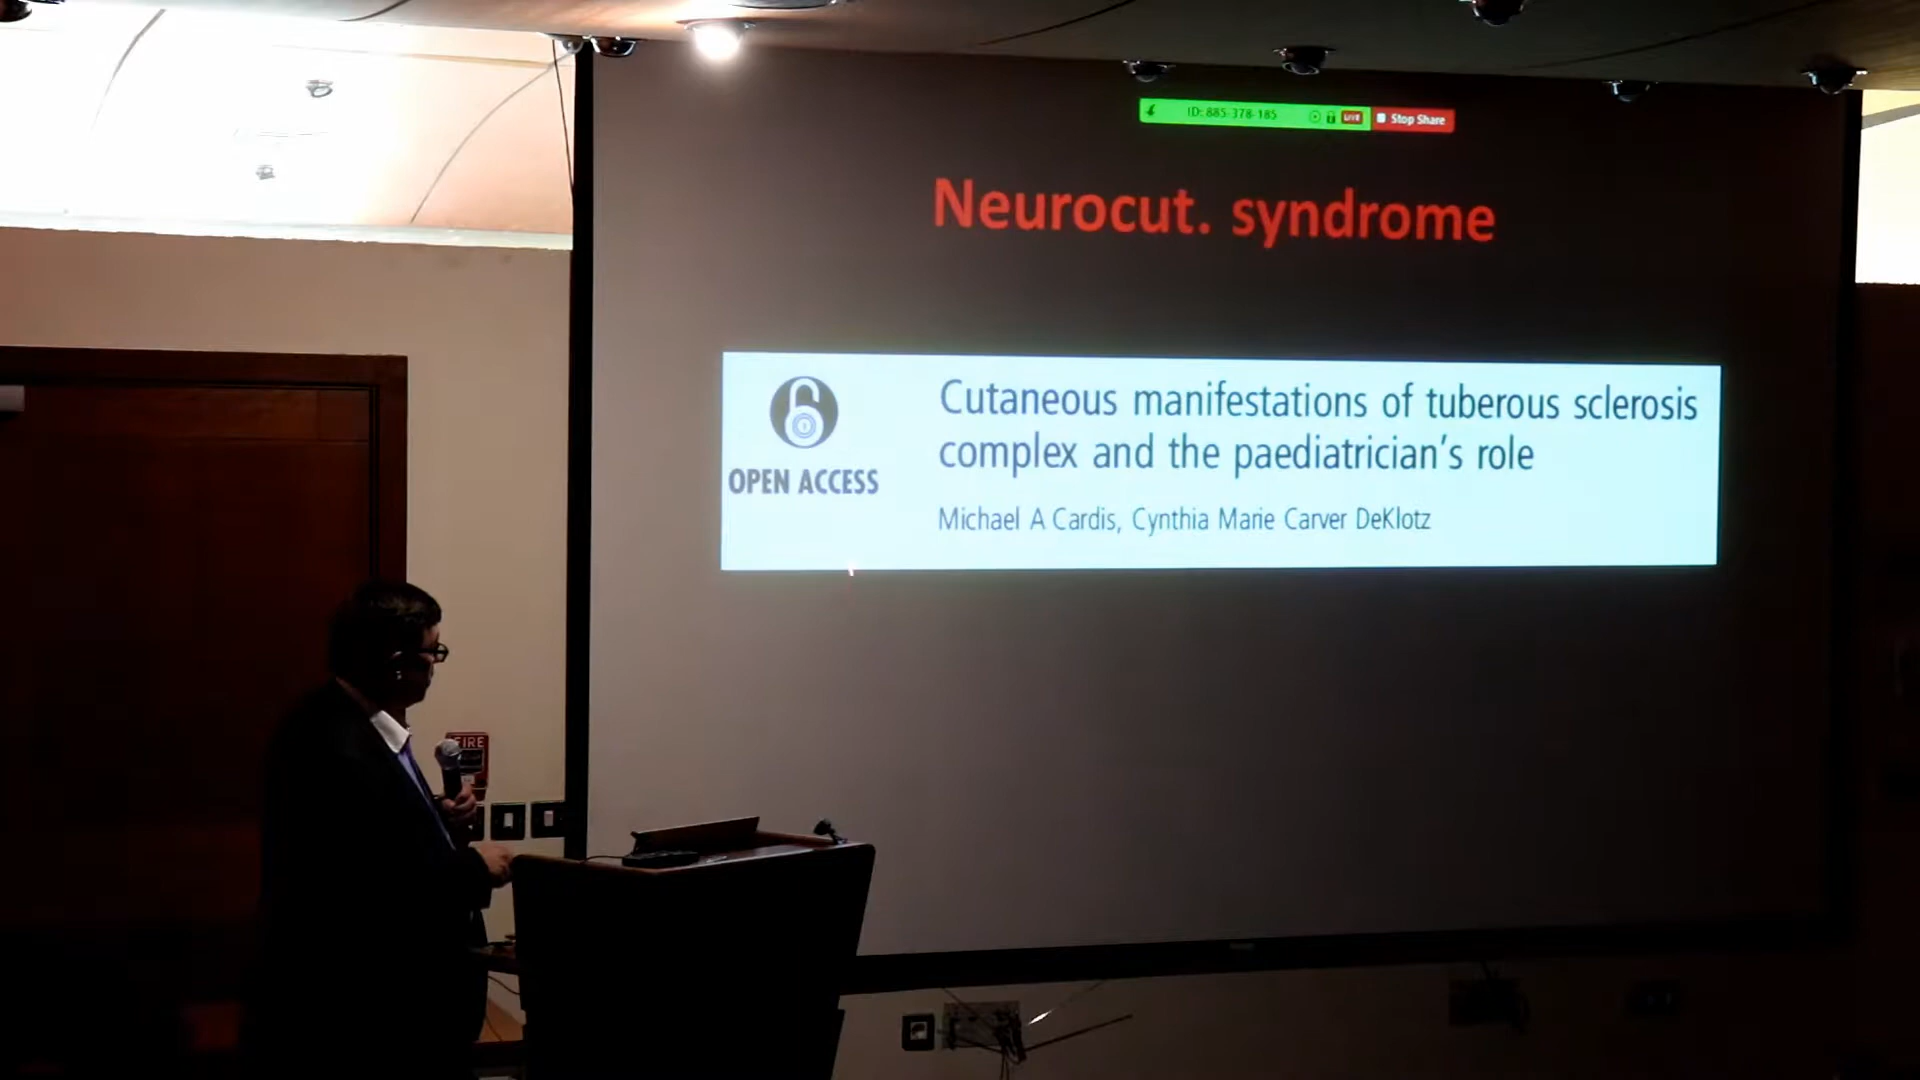 ID: 885-378-185
LIVE
Stop Share
Neurocut. syndrome
OPEN ACCESS
Cutaneous manifestations of tuberous sclerosis
complex and the paediatrician's role
Michael A Cardis, Cynthia Marie Carver DeKlotz
FIRE